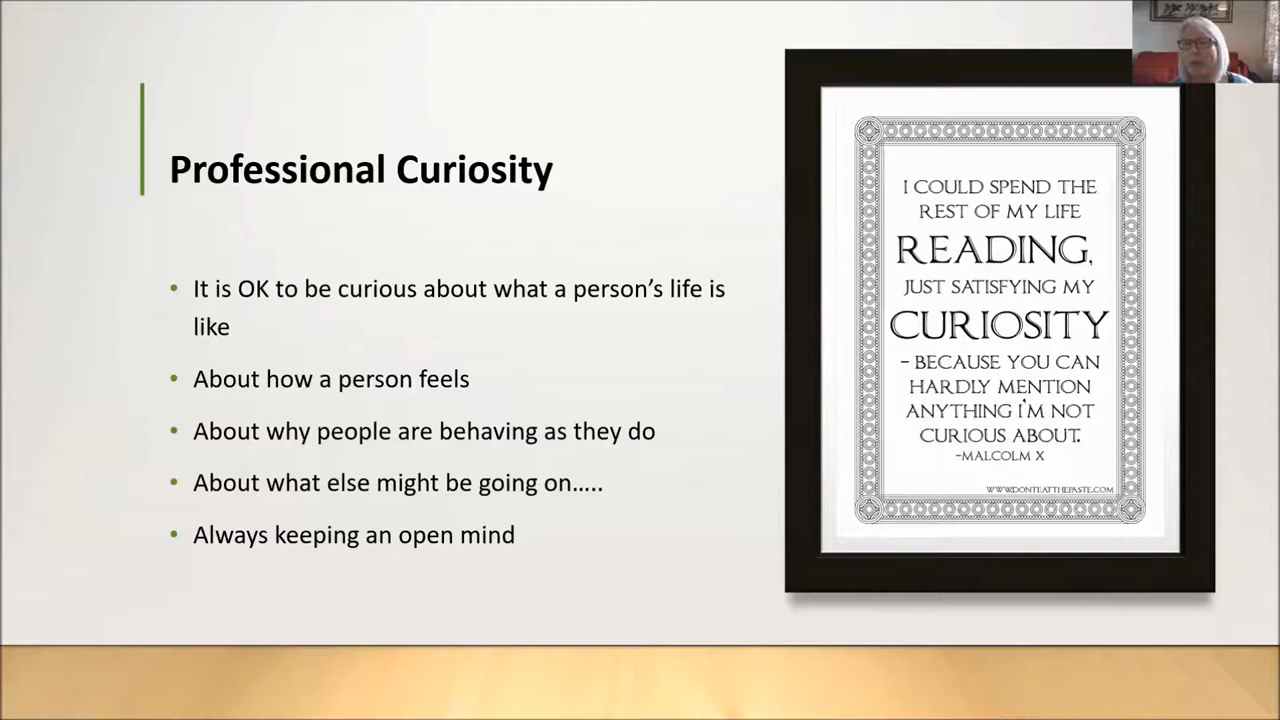 Professional Curiosity
• It is OK to be curious about what a person’s life is
like
• About how a person feels
• About why people are behaving as they do
• About what else might be going on…..
• Always keeping an open mind
I COULD SPEND THE
REST OF MY LIFE
READING,
JUST SATISFYING MY
CURIOSITY
- BECAUSE YOU CAN
HARDLY MENTION
ANYTHING I'M NOT
CURIOUS ABOUT.
~MALCOLM X
WWW.DONTEATTHEPASTE.COM